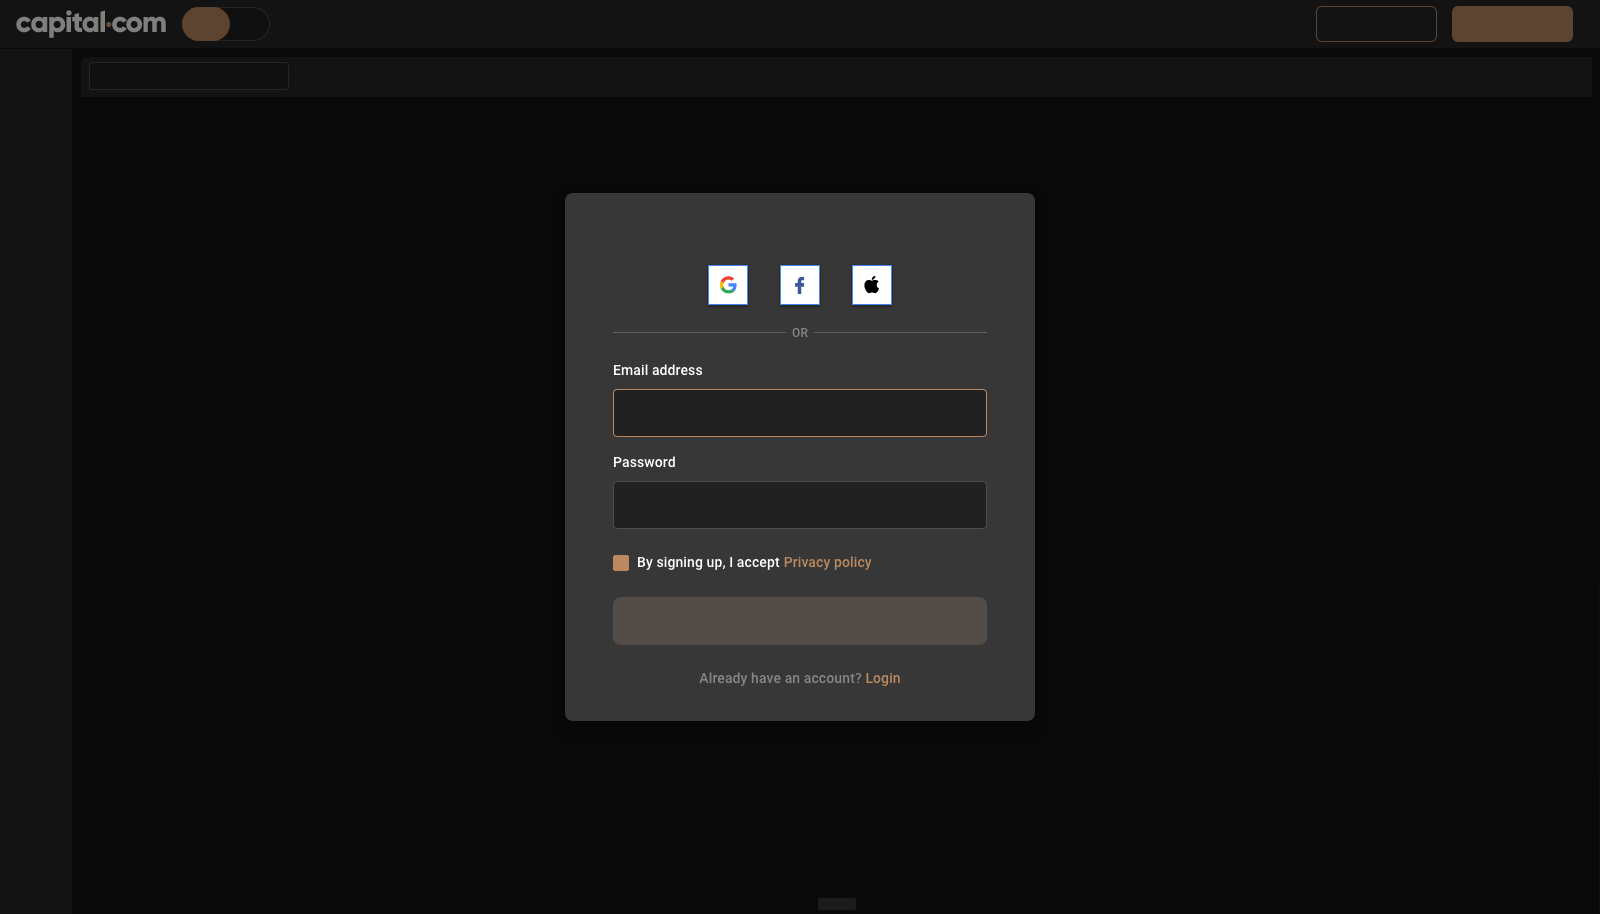 capital.com
OR
Email address
Password
By signing up, I accept Privacy policy
Already have an account? Login